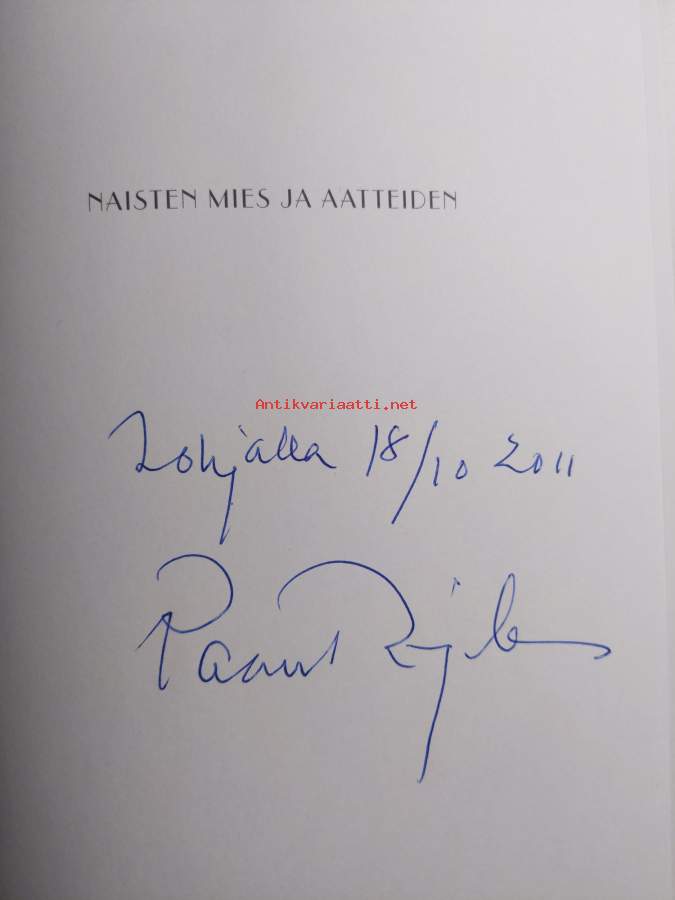 NAISTEN MIES JA AATTEIDEN
Antikvariaatti.net
Lohjalla 18/10 2011